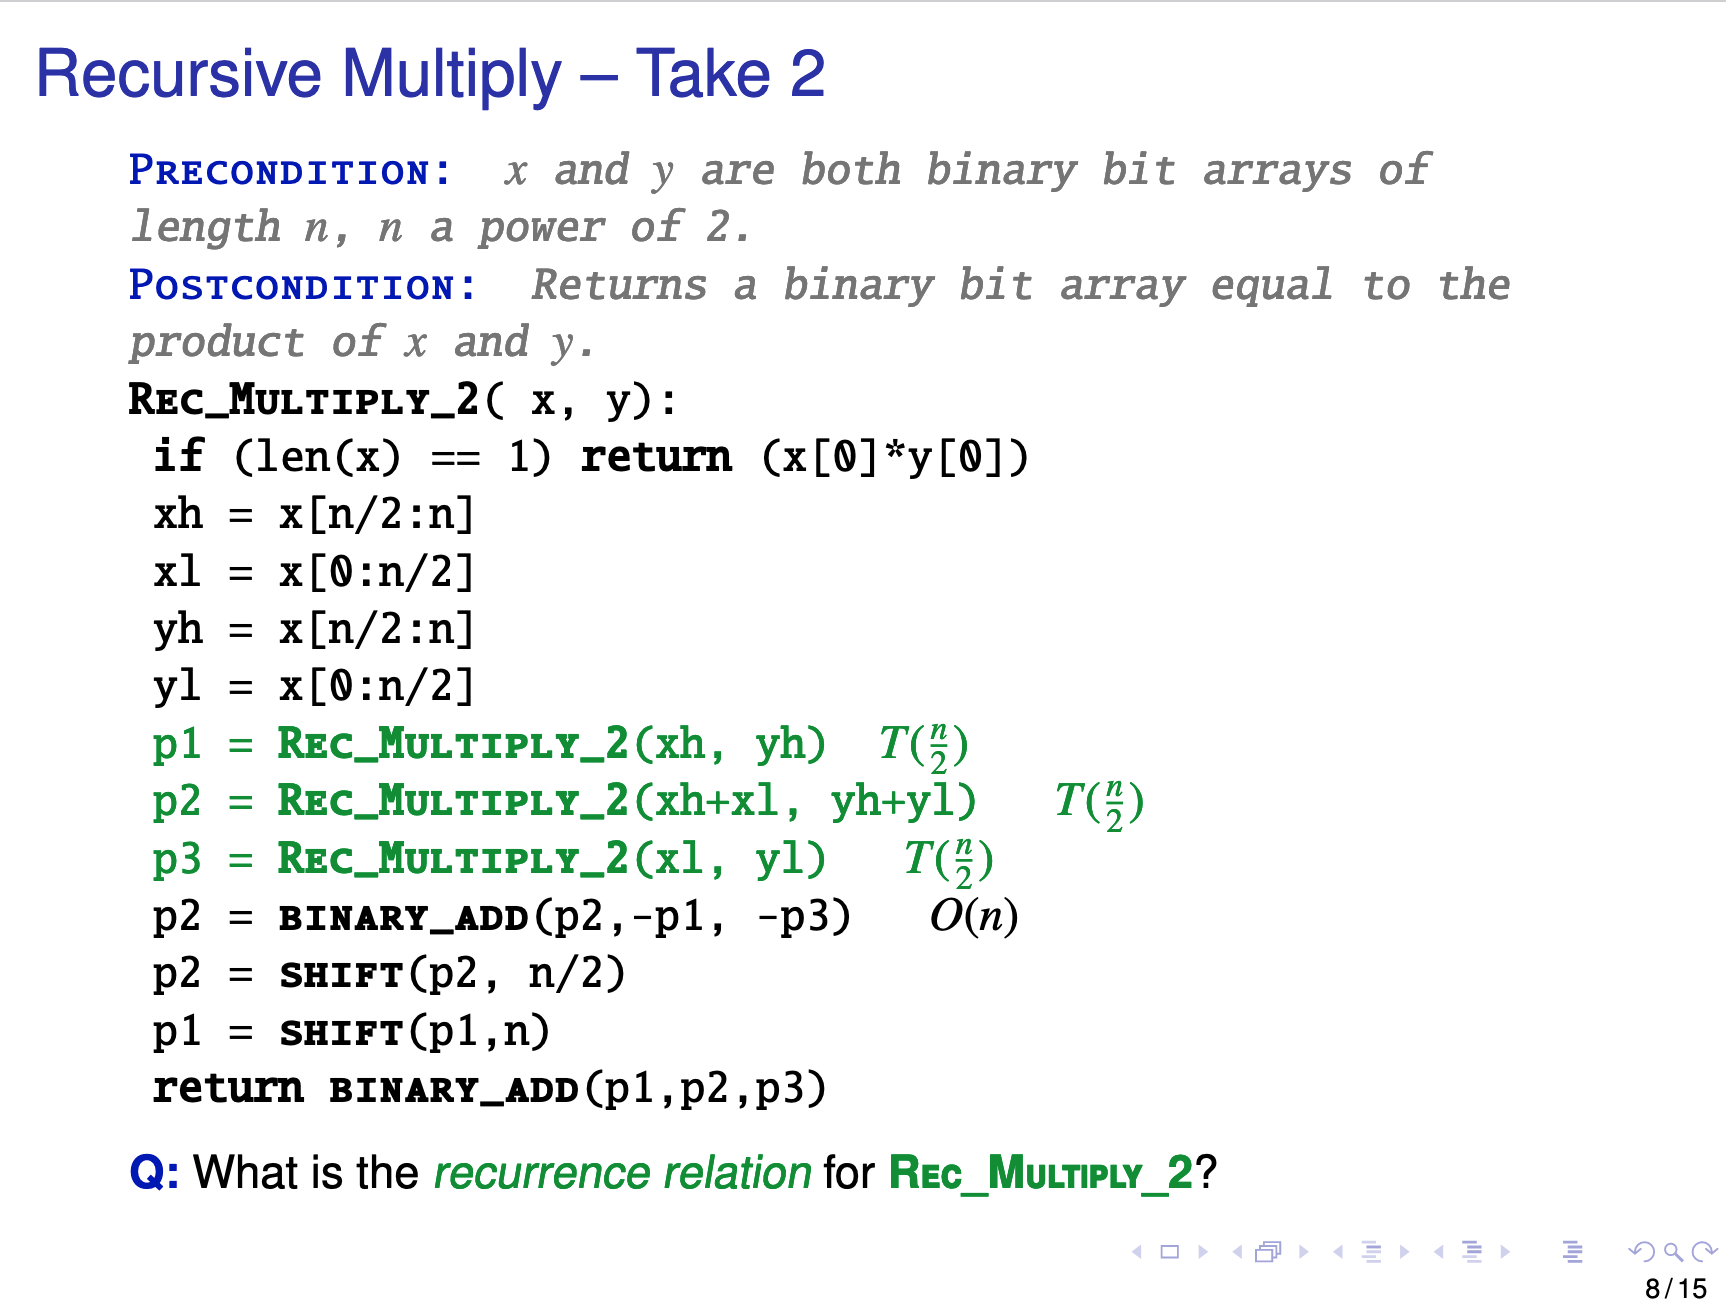 Recursive Multiply – Take 2
PRECONDITION: x and y are both binary bit arrays of
length n, n a power of 2.
POSTCONDITION: Returns a binary bit array equal to the
product of x and y.
REC_MULTIPLY_2( x, y):
if (len(x) == 1) return (x[0]*y[0])
xh = x[n/2:n]
xl = x[0:n/2]
yh = x[n/2:n]
yl = x[0:n/2]
p1 = REC_MULTIPLY_2(xh, yh) T(n/2)
p2 = REC_MULTIPLY_2(xh+xl, yh+yl) T(n/2)
p3 = REC_MULTIPLY_2(xl, yl) T(n/2)
p2 = BINARY_ADD(p2,-p1, -p3) O(n)
p2 = SHIFT(p2, n/2)
p1 = SHIFT(p1,n)
return BINARY_ADD(p1,p2,p3)
Q: What is the recurrence relation for REC_MULTIPLY_2?
8/15